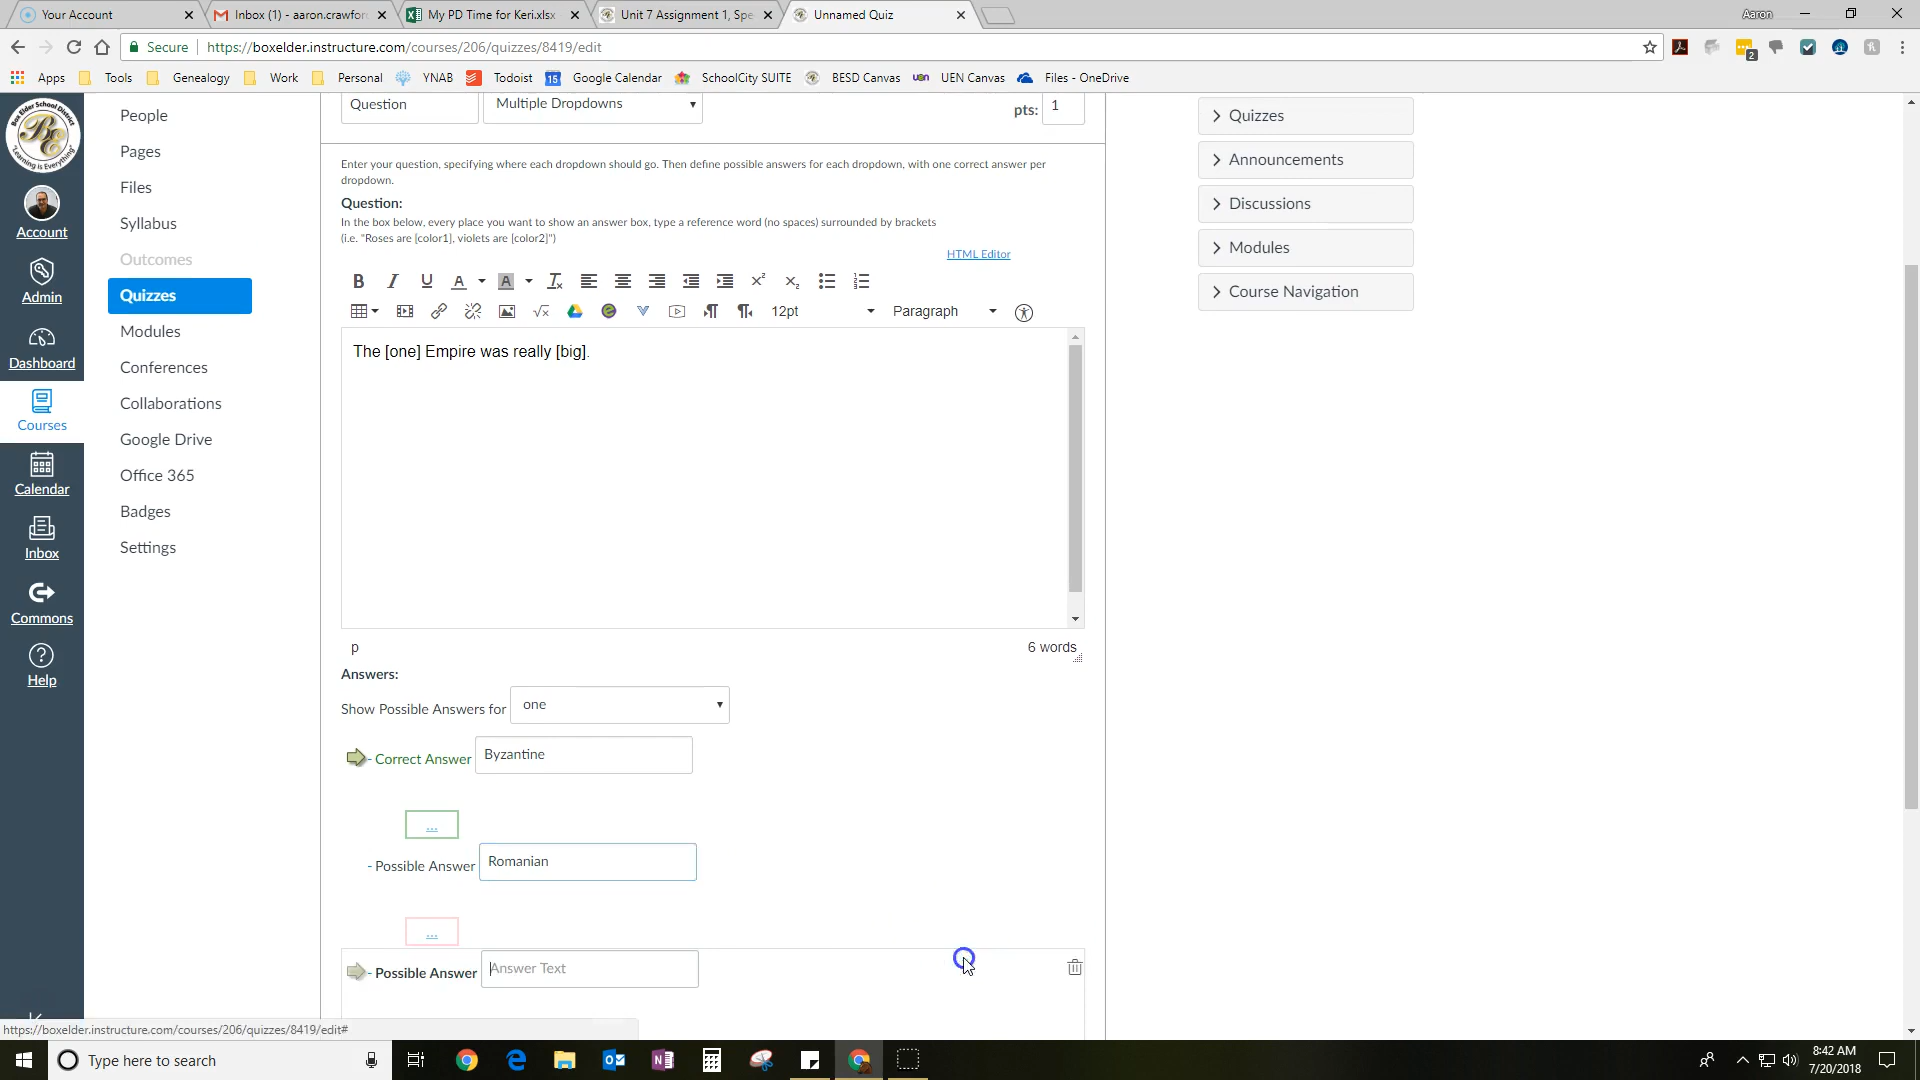 Your Account
Inbox (1) - aaron.crawfor
My PD Time for Keri.xlsx
Unit 7 Assignment 1, Spe
Unnamed Quiz
Aaron
Secure
https://boxelder.instructure.com/courses/206/quizzes/8419/edit
2
Apps
Tools
Genealogy
Work
Personal
YNAB
Todoist
15
Google Calendar
SchoolCity SUITE
BESD Canvas
UEN Canvas
Files - OneDrive
Box Elder School District
"Learning is Everything"
Account
Admin
Dashboard
Courses
Calendar
Inbox
Commons
Help
People
Pages
Files
Syllabus
Outcomes
Quizzes
Modules
Conferences
Collaborations
Google Drive
Office 365
Badges
Settings
Question
Multiple Dropdowns
pts: 1
Enter your question, specifying where each dropdown should go. Then define possible answers for each dropdown, with one correct answer per
dropdown.
Question:
In the box below, every place you want to show an answer box, type a reference word (no spaces) surrounded by brackets
(i.e. "Roses are [color1], violets are [color2]")
HTML Editor
12pt
Paragraph
The [one] Empire was really [big].
p
6 words
Answers:
Show Possible Answers for
one
- Correct Answer
Byzantine
...
- Possible Answer
Romanian
...
- Possible Answer
Answer Text
Quizzes
Announcements
Discussions
Modules
Course Navigation
https://boxelder.instructure.com/courses/206/quizzes/8419/edit#
Type here to search
8:42 AM
7/20/2018